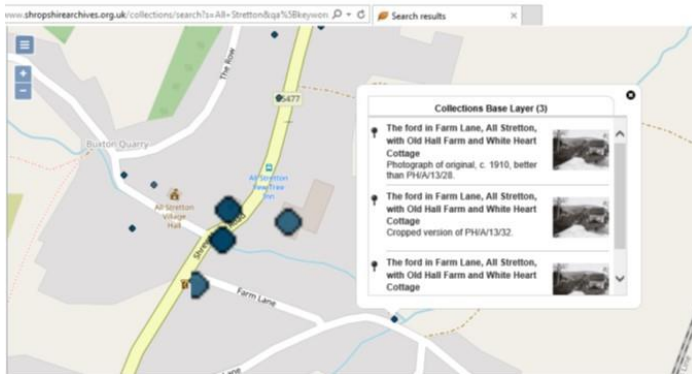 www.shropshirearchives.org.uk/collections/search?s=All+Stretton&qa%5Bkeywor
Search results
The Row
B5477
Buxton Quarry
All Stretton
Yew Tree
Inn
All Stretton
Village
Hall
Farm Lane
Lane
Collections Base Layer (3)
The ford in Farm Lane, All Stretton,
with Old Hall Farm and White Heart
Cottage
Photograph of original, c. 1910, better
than PH/A/13/28.
The ford in Farm Lane, All Stretton,
with Old Hall Farm and White Heart
Cottage
Cropped version of PH/A/13/32.
The ford in Farm Lane, All Stretton,
with Old Hall Farm and White Heart
Cottage